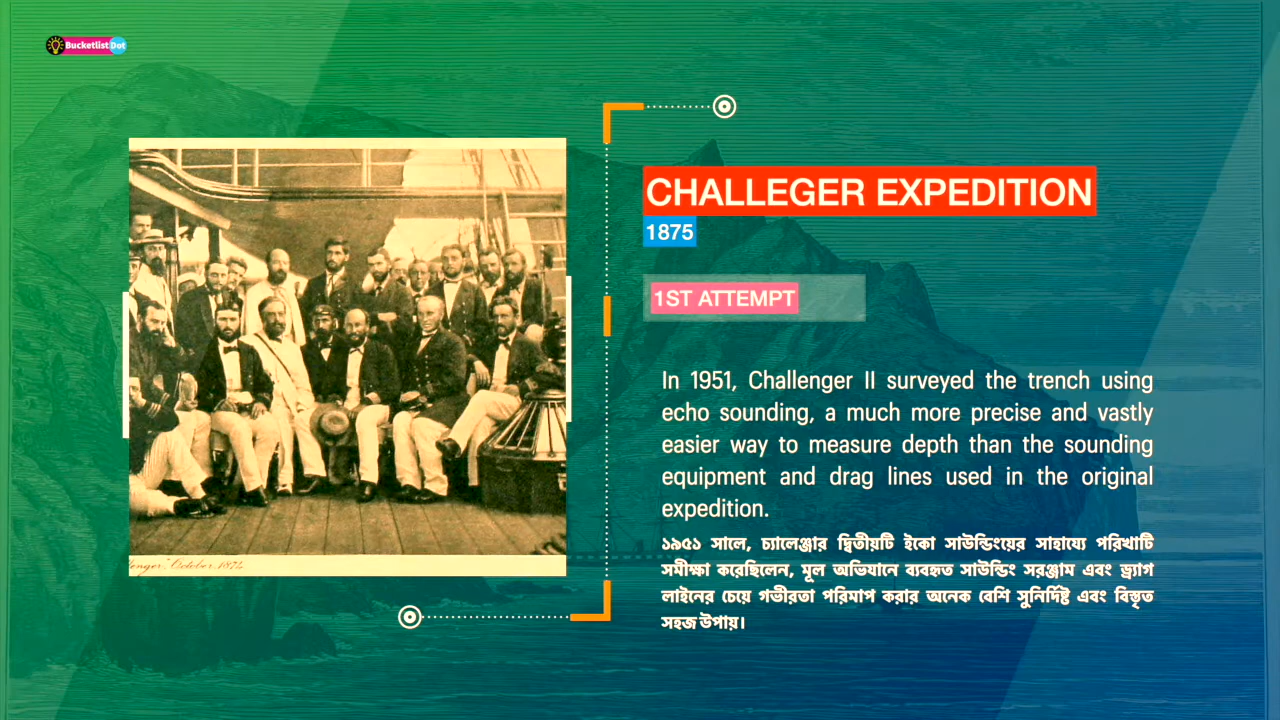 BucketlistDot
CHALLEGER EXPEDITION
1875
1ST ATTEMPT
In 1951, Challenger II surveyed the trench using
echo sounding, a much more precise and vastly
easier way to measure depth than the sounding
equipment and drag lines used in the original
expedition.
১৯৫১ সালে, চ্যালেঞ্জার দ্বিতীয়টি ইকো সাউন্ডিংয়ের সাহায্যে পরিখাটি
সমীক্ষা করেছিলেন, মূল অভিযানে ব্যবহৃত সাউন্ডিং সরঞ্জাম এবং ড্র্যাগ
লাইনের চেয়ে গভীরতা পরিমাপ করার অনেক বেশি সুনির্দিষ্ট এবং বিস্তৃত
সহজ উপায়।
enger, October, 1874